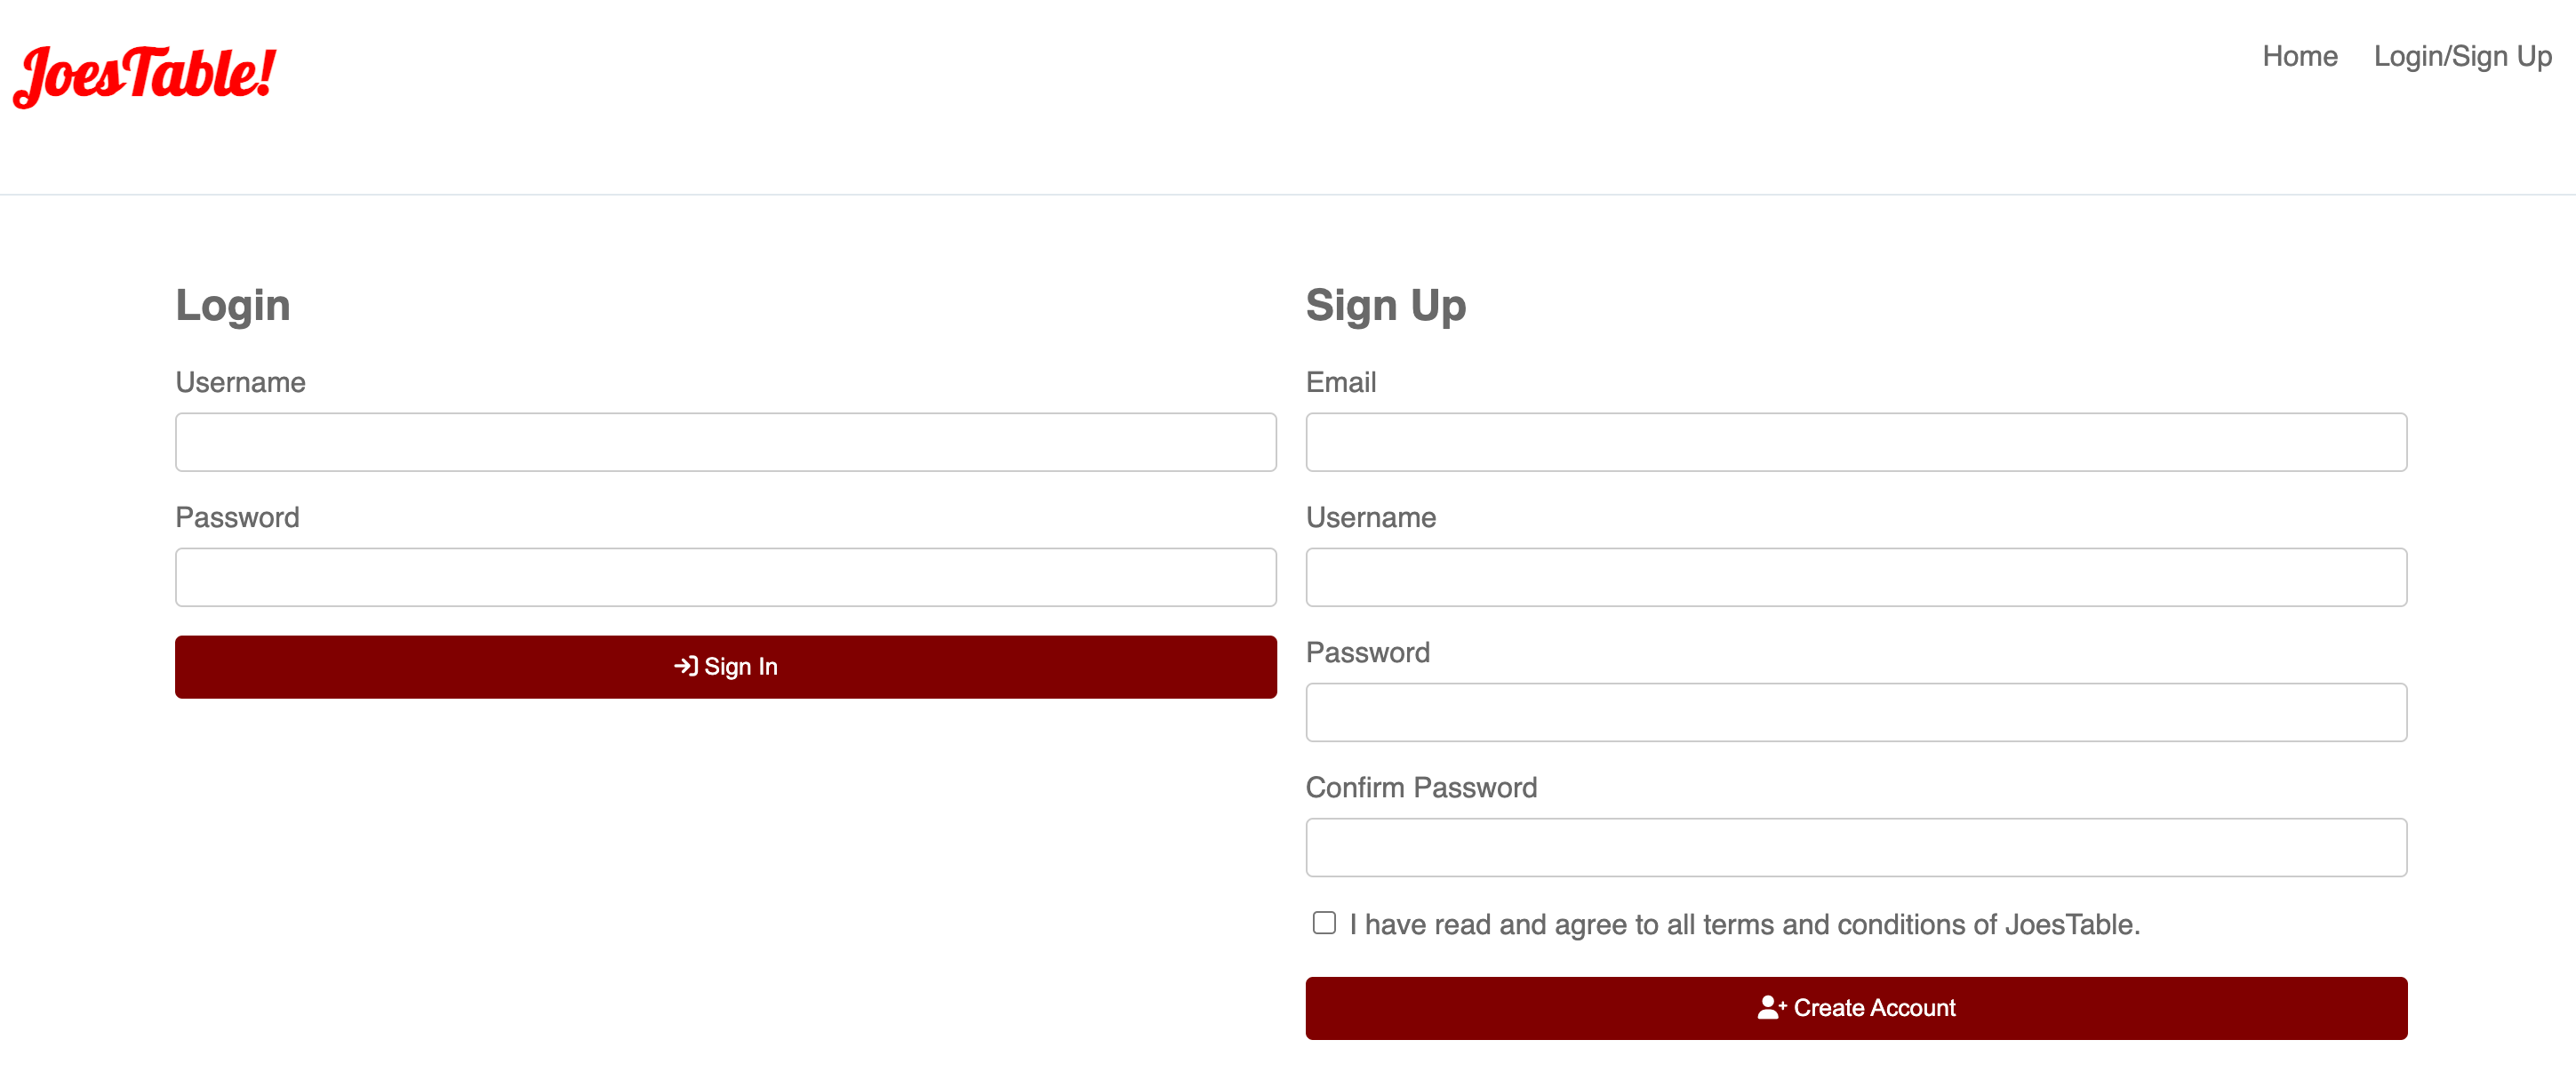 JoesTable!
Home
Login/Sign Up
Login
Username
Password
Sign In
Sign Up
Email
Username
Password
Confirm Password
I have read and agree to all terms and conditions of JoesTable.
Create Account